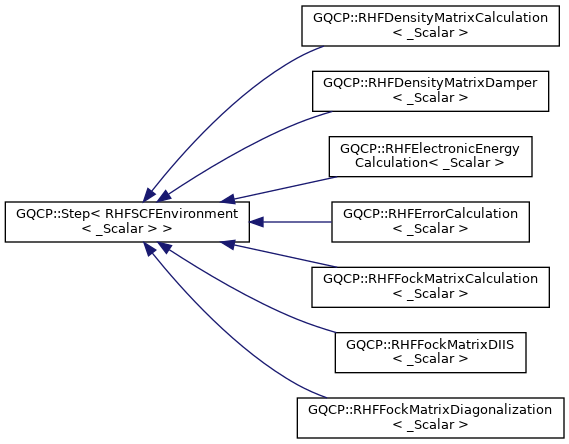 GQCP::RHFDensityMatrixCalculation
< _Scalar >
GQCP::RHFDensityMatrixDamper
< _Scalar >
GQCP::RHFElectronicEnergy
Calculation< _Scalar >
GQCP::Step< RHFSCFEnvironment
< _Scalar > >
GQCP::RHFErrorCalculation
< _Scalar >
GQCP::RHFFockMatrixCalculation
< _Scalar >
GQCP::RHFFockMatrixDIIS
< _Scalar >
GQCP::RHFFockMatrixDiagonalization
< _Scalar >